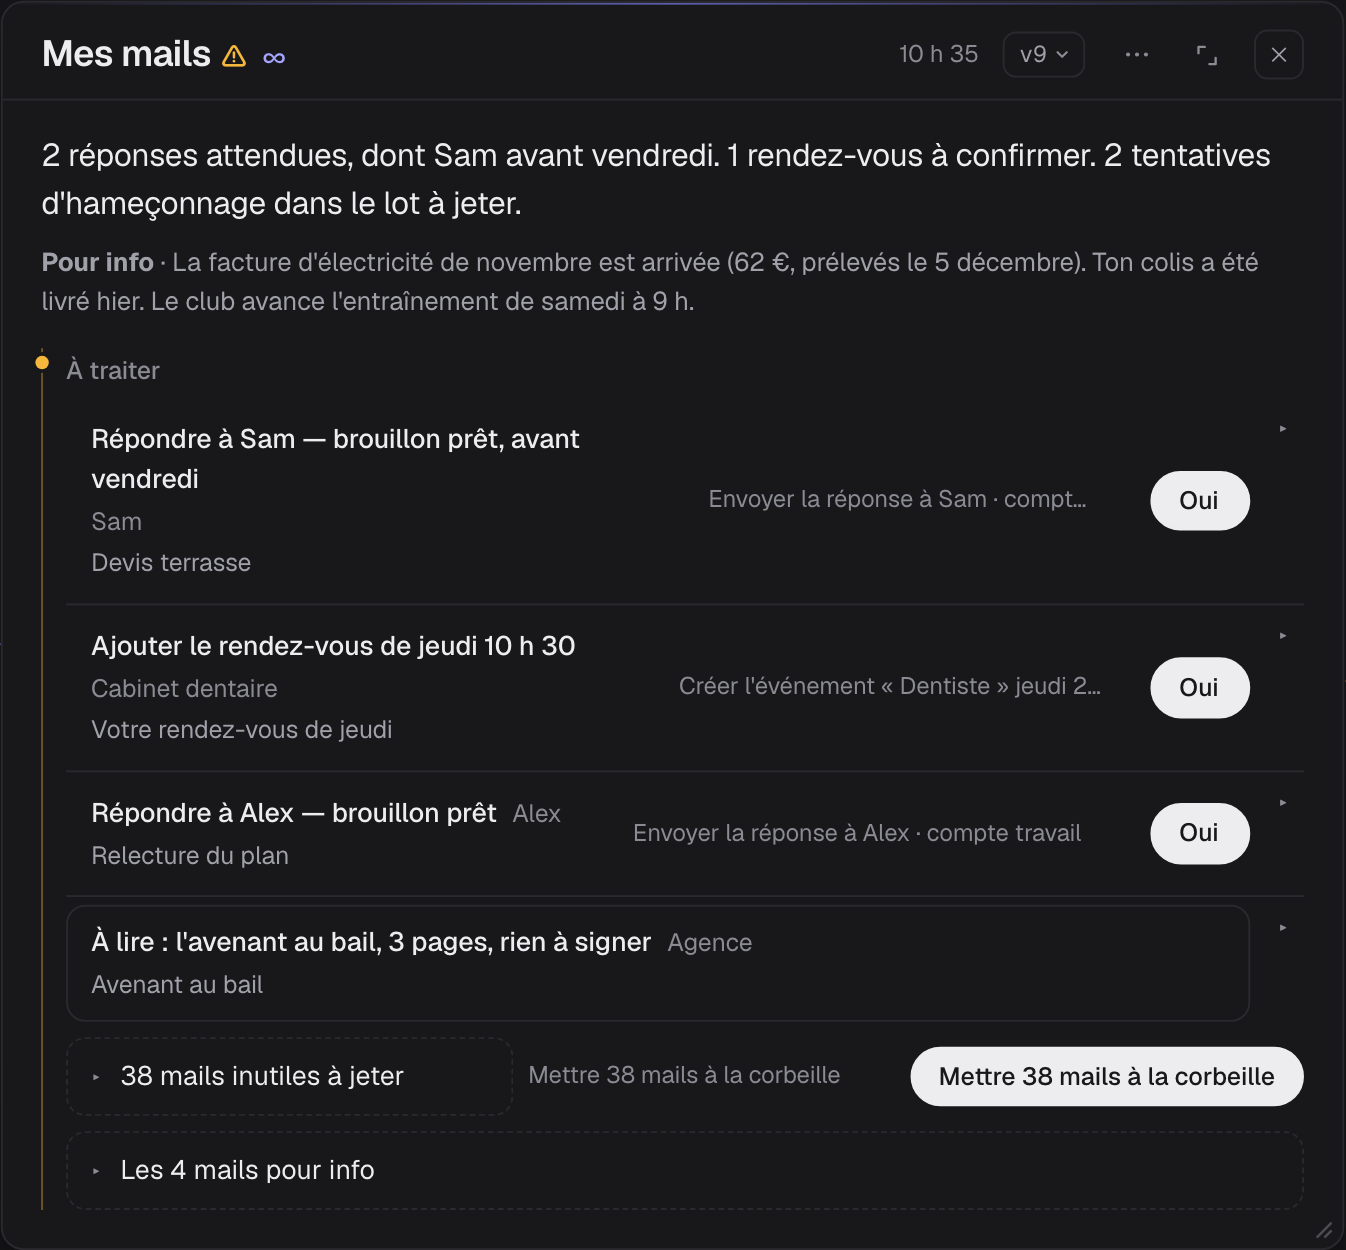 Mes mails
10 h 35
v9
2 réponses attendues, dont Sam avant vendredi. 1 rendez-vous à confirmer. 2 tentatives
d'hameçonnage dans le lot à jeter.
Pour info · La facture d'électricité de novembre est arrivée (62 €, prélevés le 5 décembre). Ton colis a été
livré hier. Le club avance l'entraînement de samedi à 9 h.
À traiter
Répondre à Sam — brouillon prêt, avant
vendredi
Sam
Devis terrasse
Envoyer la réponse à Sam · compt…
Oui
Ajouter le rendez-vous de jeudi 10 h 30
Cabinet dentaire
Votre rendez-vous de jeudi
Créer l'événement « Dentiste » jeudi 2…
Oui
Répondre à Alex — brouillon prêt Alex
Relecture du plan
Envoyer la réponse à Alex · compte travail
Oui
À lire : l'avenant au bail, 3 pages, rien à signer Agence
Avenant au bail
38 mails inutiles à jeter
Mettre 38 mails à la corbeille
Mettre 38 mails à la corbeille
Les 4 mails pour info